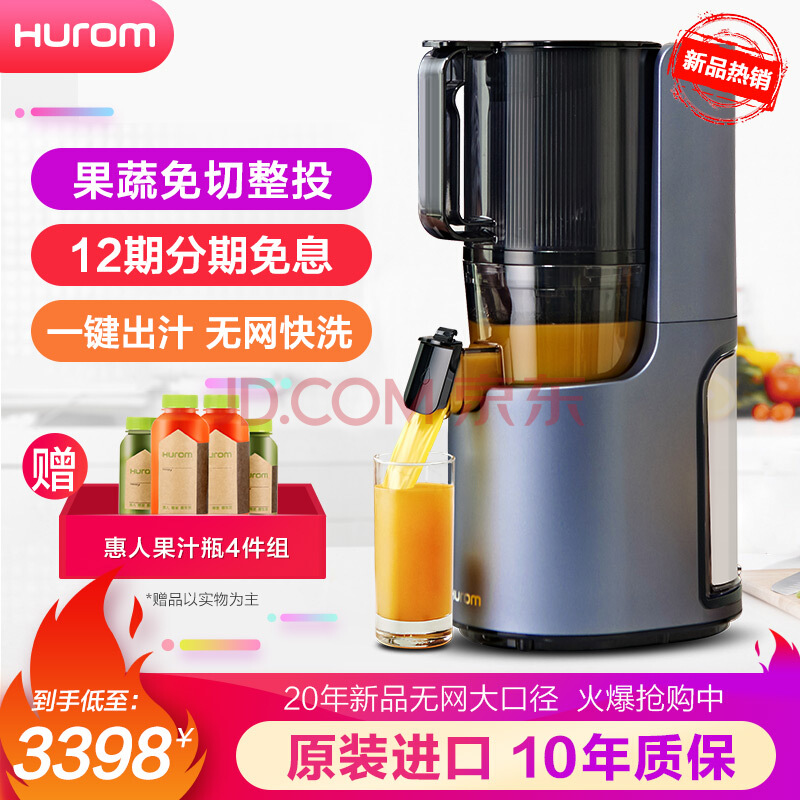 HUROM
新品热销
果蔬免切整投
12期分期免息
一键出汁 无网快洗
JD.COM 京东
赠
HUROM
惠人果汁瓶4件组
*赠品以实物为主
HUROM
到手低至:
3398¥
20年新品无网大口径 火爆抢购中
原装进口 10年质保